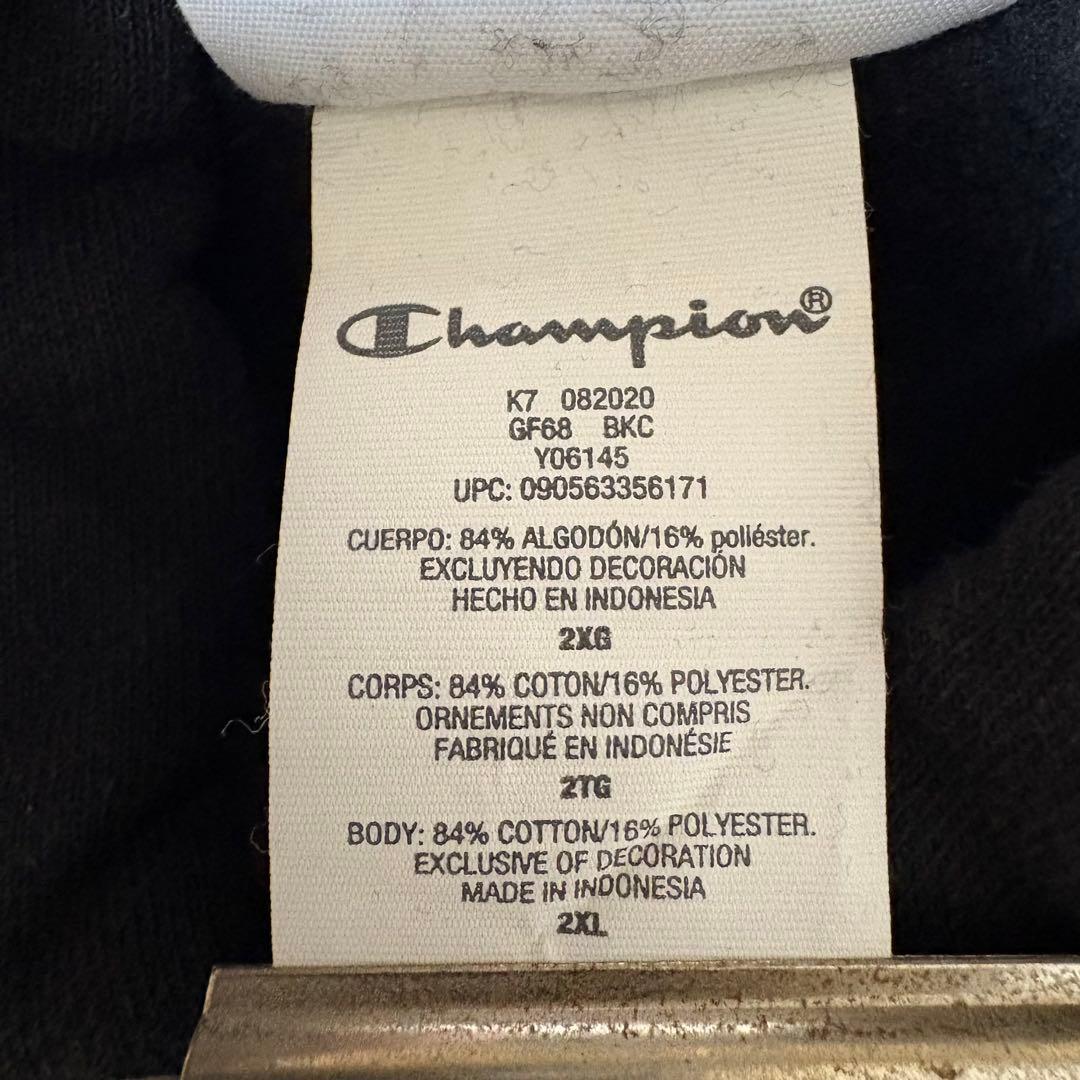 Champion®
K7 082020
GF68 BKC
Y06145
UPC: 090563356171
CUERPO: 84% ALGODÓN/16% poliéster.
EXCLUYENDO DECORACIÓN
HECHO EN INDONESIA
2XG
CORPS: 84% COTON/16% POLYESTER.
ORNEMENTS NON COMPRIS
FABRIQUÉ EN INDONÉSIE
2TG
BODY: 84% COTTON/16% POLYESTER.
EXCLUSIVE OF DECORATION
MADE IN INDONESIA
2XL